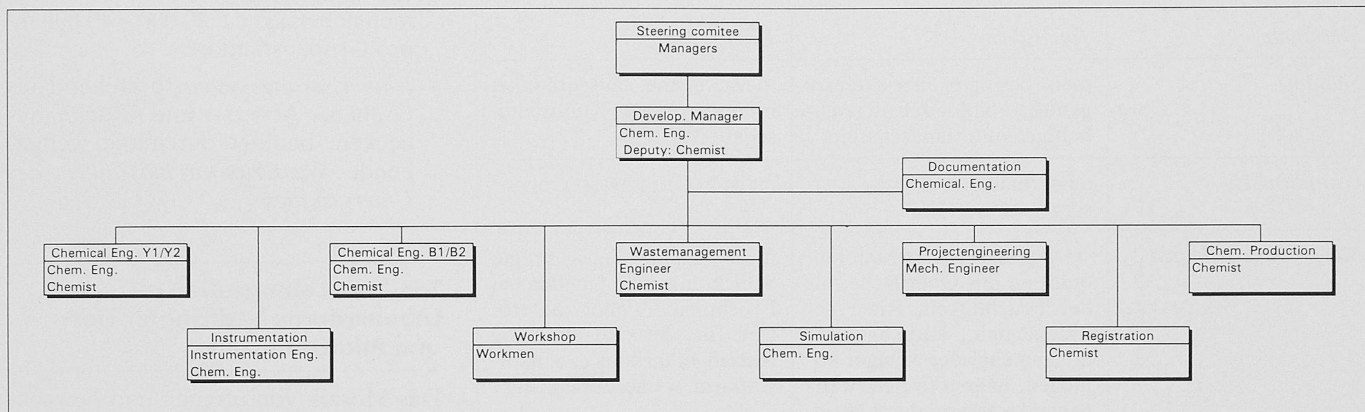 Steering comitee
Managers
Develop. Manager
Chem. Eng.
Deputy: Chemist
Documentation
Chemical. Eng.
Chemical Eng. Y1/Y2
Chem. Eng.
Chemist
Chemical Eng. B1/B2
Chem. Eng.
Chemist
Wastemanagement
Engineer
Chemist
Projectengineering
Mech. Engineer
Chem. Production
Chemist
Instrumentation
Instrumentation Eng.
Chem. Eng.
Workshop
Workmen
Simulation
Chem. Eng.
Registration
Chemist